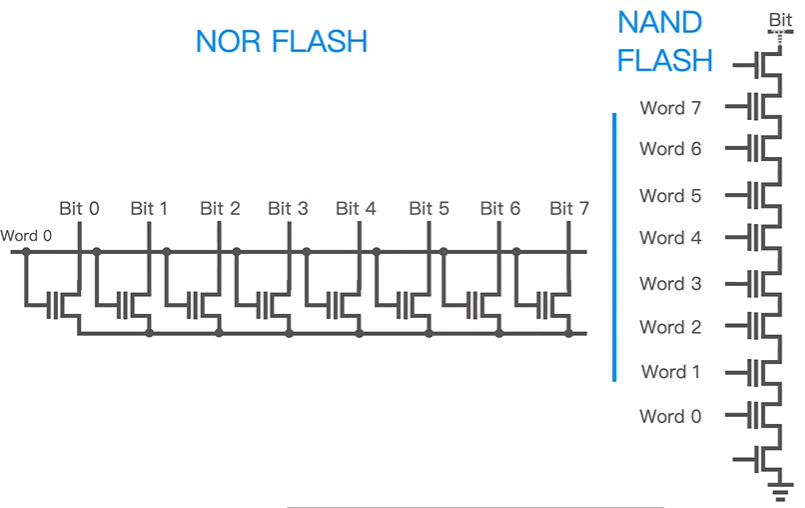 NOR FLASH
Word 0
Bit 0 Bit 1 Bit 2 Bit 3 Bit 4 Bit 5 Bit 6 Bit 7
NAND
FLASH
Bit
Word 7
Word 6
Word 5
Word 4
Word 3
Word 2
Word 1
Word 0